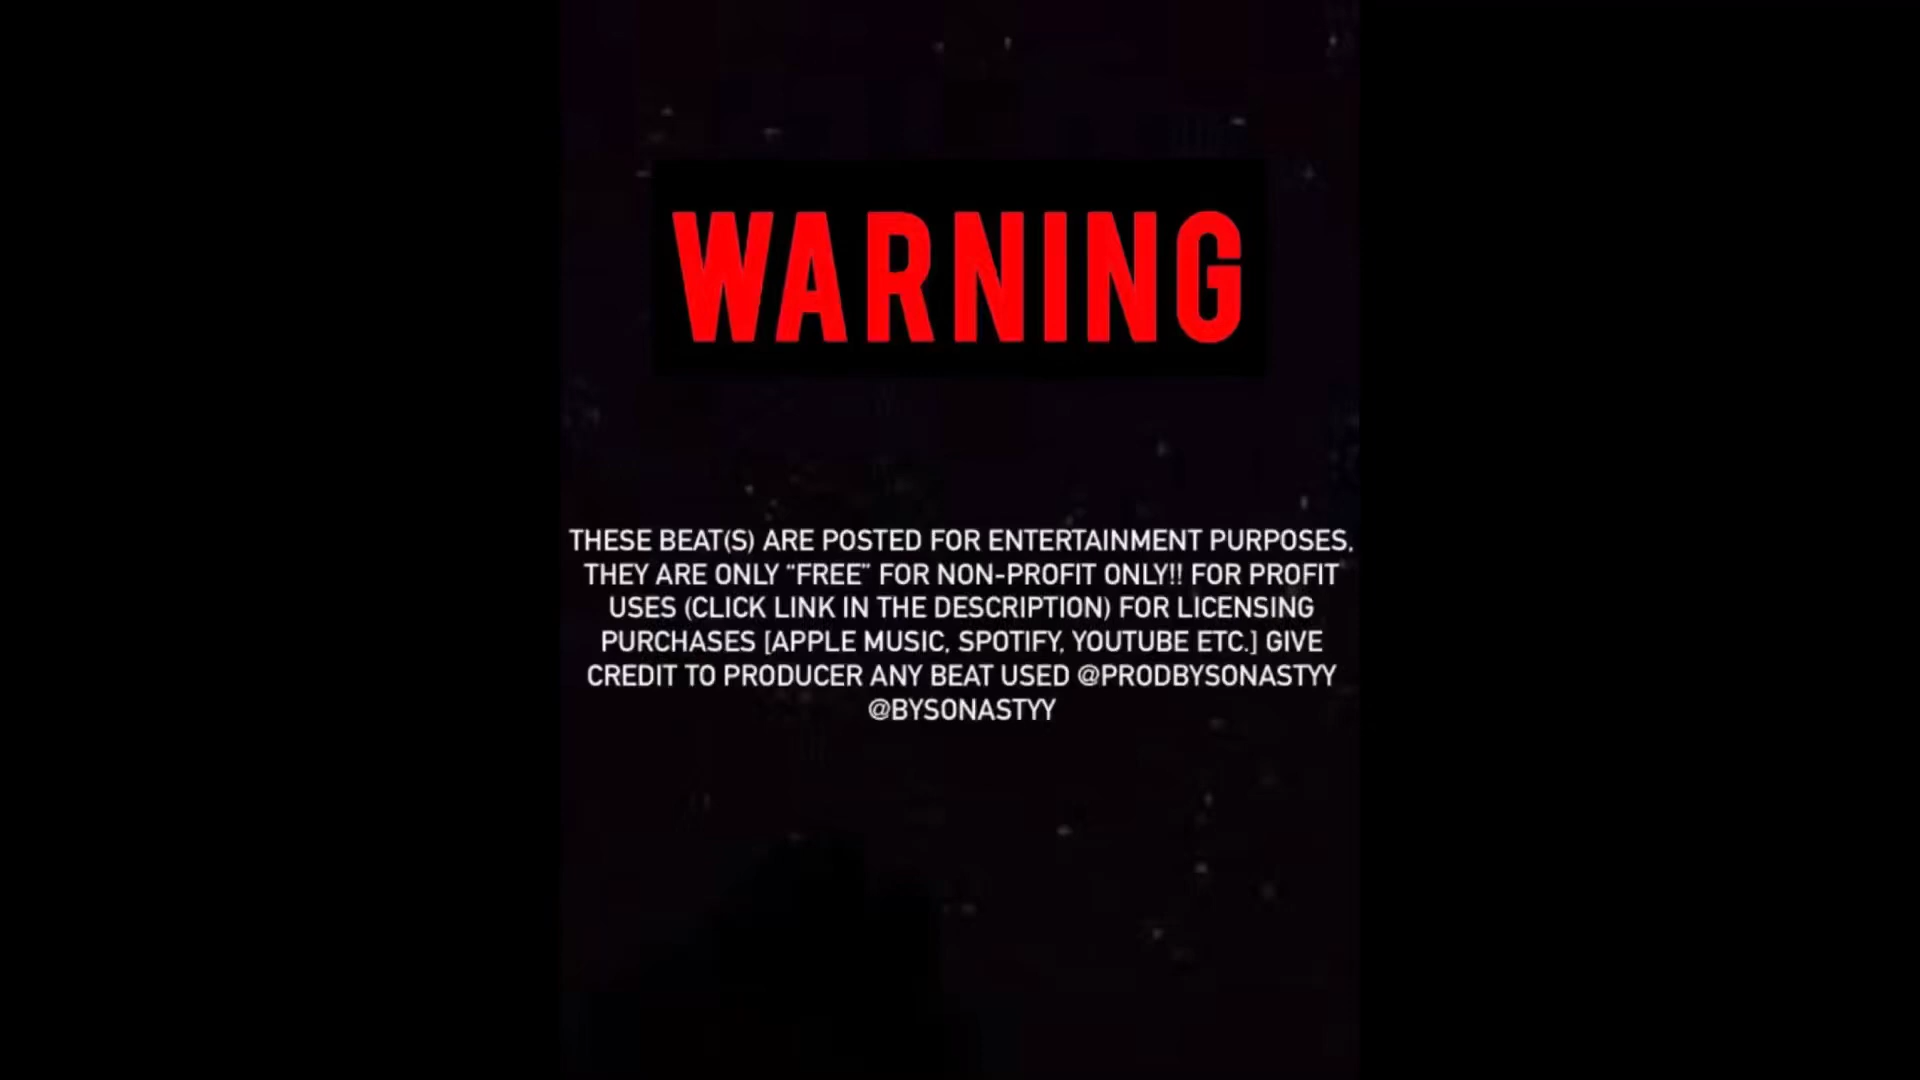 WARNING
THESE BEAT(S) ARE POSTED FOR ENTERTAINMENT PURPOSES,
THEY ARE ONLY “FREE” FOR NON-PROFIT ONLY!! FOR PROFIT
USES (CLICK LINK IN THE DESCRIPTION) FOR LICENSING
PURCHASES [APPLE MUSIC, SPOTIFY, YOUTUBE ETC.] GIVE
CREDIT TO PRODUCER ANY BEAT USED @PRODBYSONASTYY
@BYSONASTYY